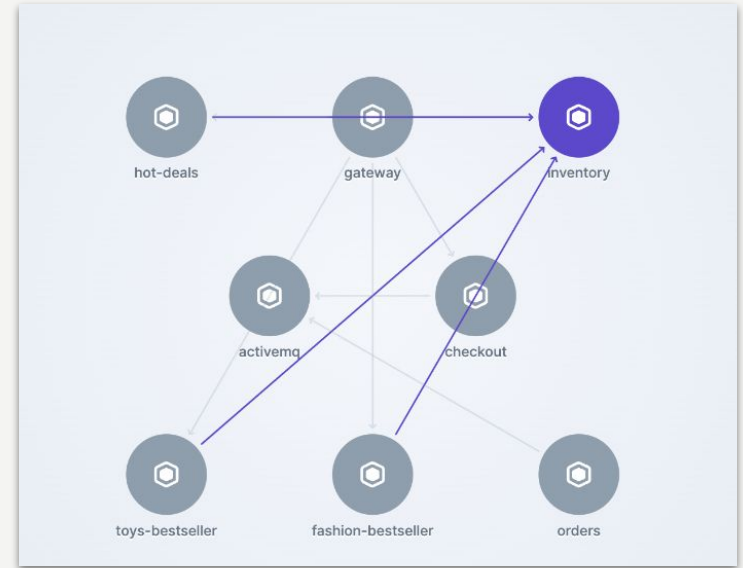 hot-deals
gateway
inventory
activemq
checkout
toys-bestseller
fashion-bestseller
orders